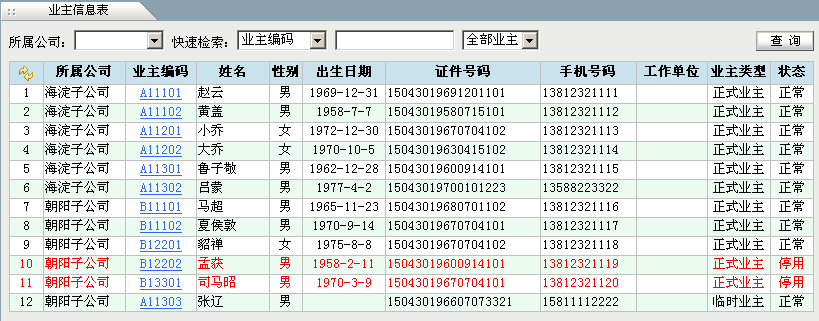 业主信息表
所属公司: 快速检索: 业主编码 全部业主 查 询
所属公司 业主编码 姓名 性别 出生日期 证件号码 手机号码 工作单位 业主类型 状态
1 海淀子公司 A11101 赵云 男 1969-12-31 15043019691201101 13812321111 正式业主 正常
2 海淀子公司 A11102 黄盖 男 1958-7-7 15043019580715102 13812321112 正式业主 正常
3 海淀子公司 A11201 小乔 女 1972-12-30 15043019670704102 13812321113 正式业主 正常
4 海淀子公司 A11202 大乔 女 1970-10-5 15043019630415102 13812321114 正式业主 正常
5 海淀子公司 A11301 鲁子敬 男 1962-12-28 15043019600914101 13812321115 正式业主 正常
6 海淀子公司 A11302 吕蒙 男 1977-4-2 15043019700101223 13588223322 正式业主 正常
7 朝阳子公司 B11101 马超 男 1965-11-23 15043019680701102 13812321116 正式业主 正常
8 朝阳子公司 B11102 夏侯敦 男 1970-9-14 15043019670704101 13812321117 正式业主 正常
9 朝阳子公司 B12201 貂禅 女 1975-8-8 15043019670704102 13812321118 正式业主 正常
10 朝阳子公司 B12202 孟获 男 1958-2-11 15043019600914101 13812321119 正式业主 停用
11 朝阳子公司 B13301 司马昭 男 1970-3-9 15043019670704101 13812321120 正式业主 停用
12 朝阳子公司 A11303 张辽 男 150430196607073321 15811112222 临时业主 正常